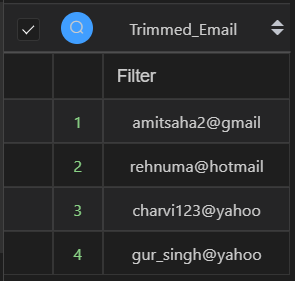 Trimmed_Email
Filter
1 amitsaha2@gmail
2 rehnuma@hotmail
3 charvi123@yahoo
4 gur_singh@yahoo